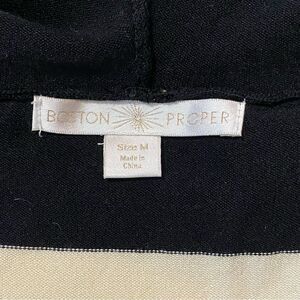 BOSTON PROPER
Size M
Made in
China